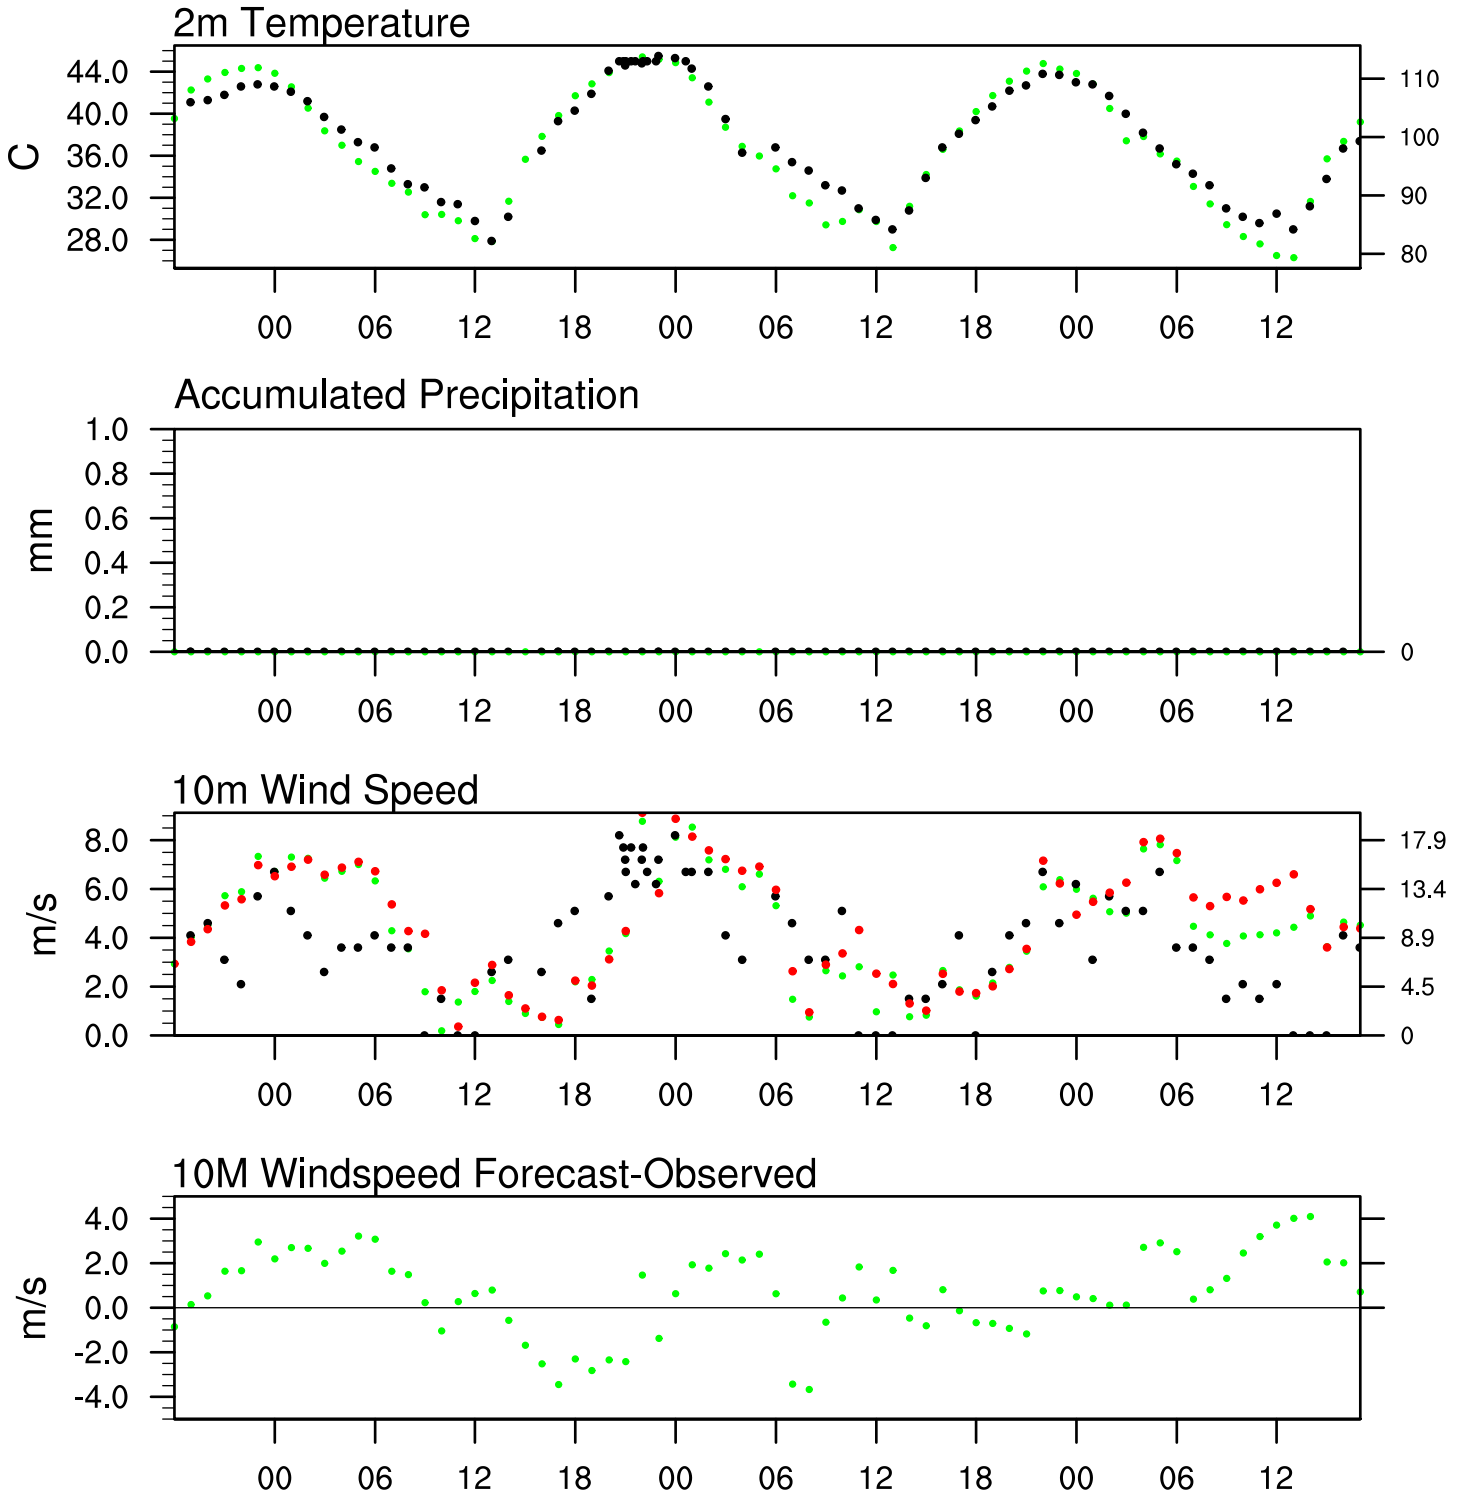 2m Temperature
44.0
40.0
36.0
32.0
28.0
C
110
100
90
80
00 06 12 18 00 06 12 18 00 06 12
Accumulated Precipitation
1.0
0.8
0.6
0.4
0.2
0.0
mm
0
00 06 12 18 00 06 12 18 00 06 12
10m Wind Speed
8.0
6.0
4.0
2.0
0.0
m/s
17.9
13.4
8.9
4.5
0
00 06 12 18 00 06 12 18 00 06 12
10M Windspeed Forecast-Observed
4.0
2.0
0.0
-2.0
-4.0
m/s
00 06 12 18 00 06 12 18 00 06 12